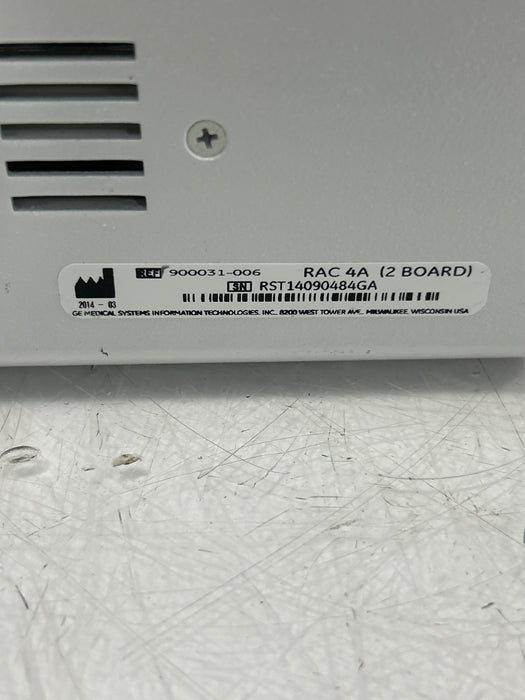 REF 900031-006 RAC 4A (2 BOARD)
SN RST14090484GA
2014 - 03
GE MEDICAL SYSTEMS INFORMATION TECHNOLOGIES, INC., 8200 WEST TOWER AVE., MILWAUKEE, WISCONSIN USA